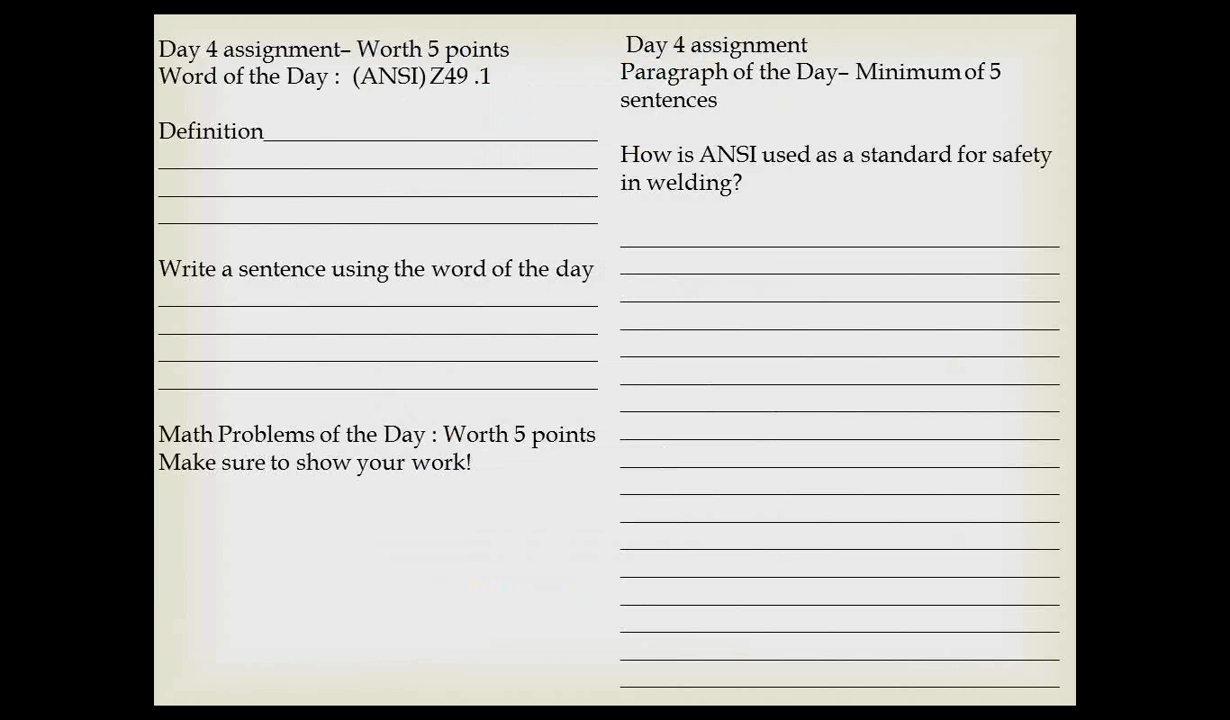 Day 4 assignment– Worth 5 points
Word of the Day : (ANSI) Z49 .1
Definition
Write a sentence using the word of the day
Math Problems of the Day : Worth 5 points
Make sure to show your work!
Day 4 assignment
Paragraph of the Day– Minimum of 5
sentences
How is ANSI used as a standard for safety
in welding?